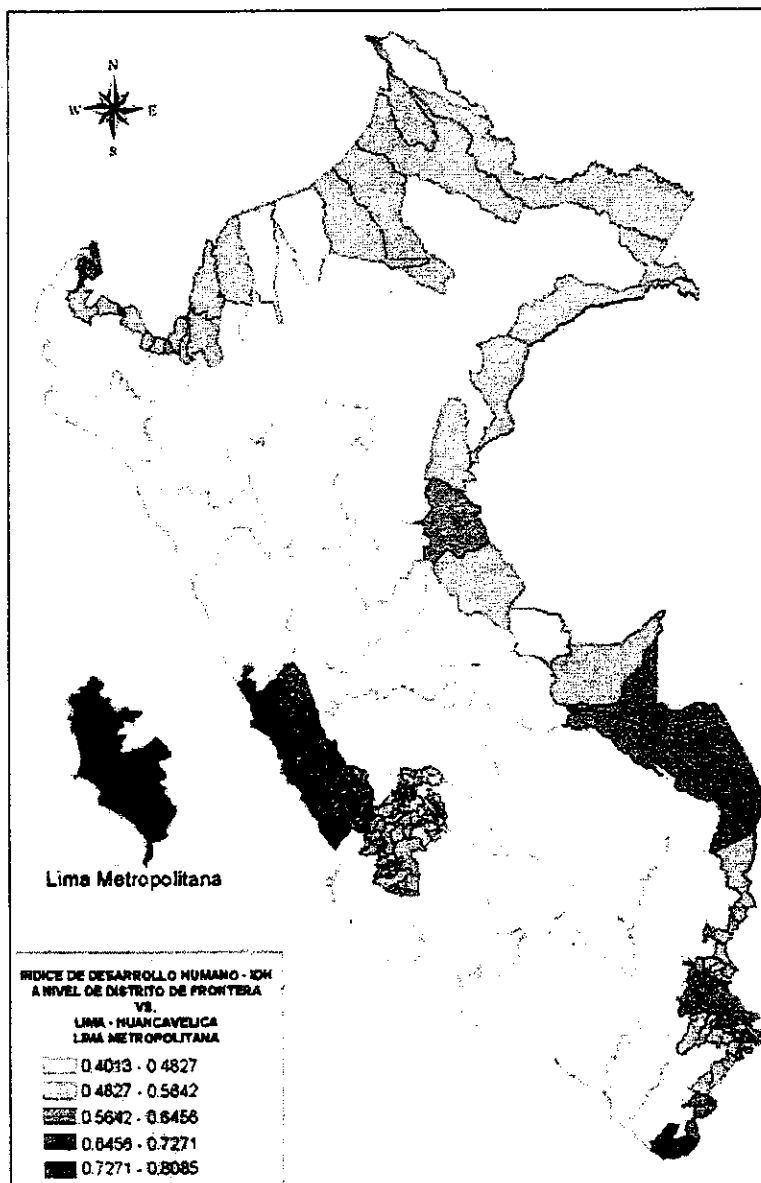 N
W E
S
Lima Metropolitana
INDICE DE DESARROLLO HUMANO - IDH
A NIVEL DE DISTRITO DE FRONTERA
VS.
LIMA - HUANCAVELICA
LIMA METROPOLITANA
0.4013 - 0.4827
0.4827 - 0.5642
0.5642 - 0.6456
0.6456 - 0.7271
0.7271 - 0.8085